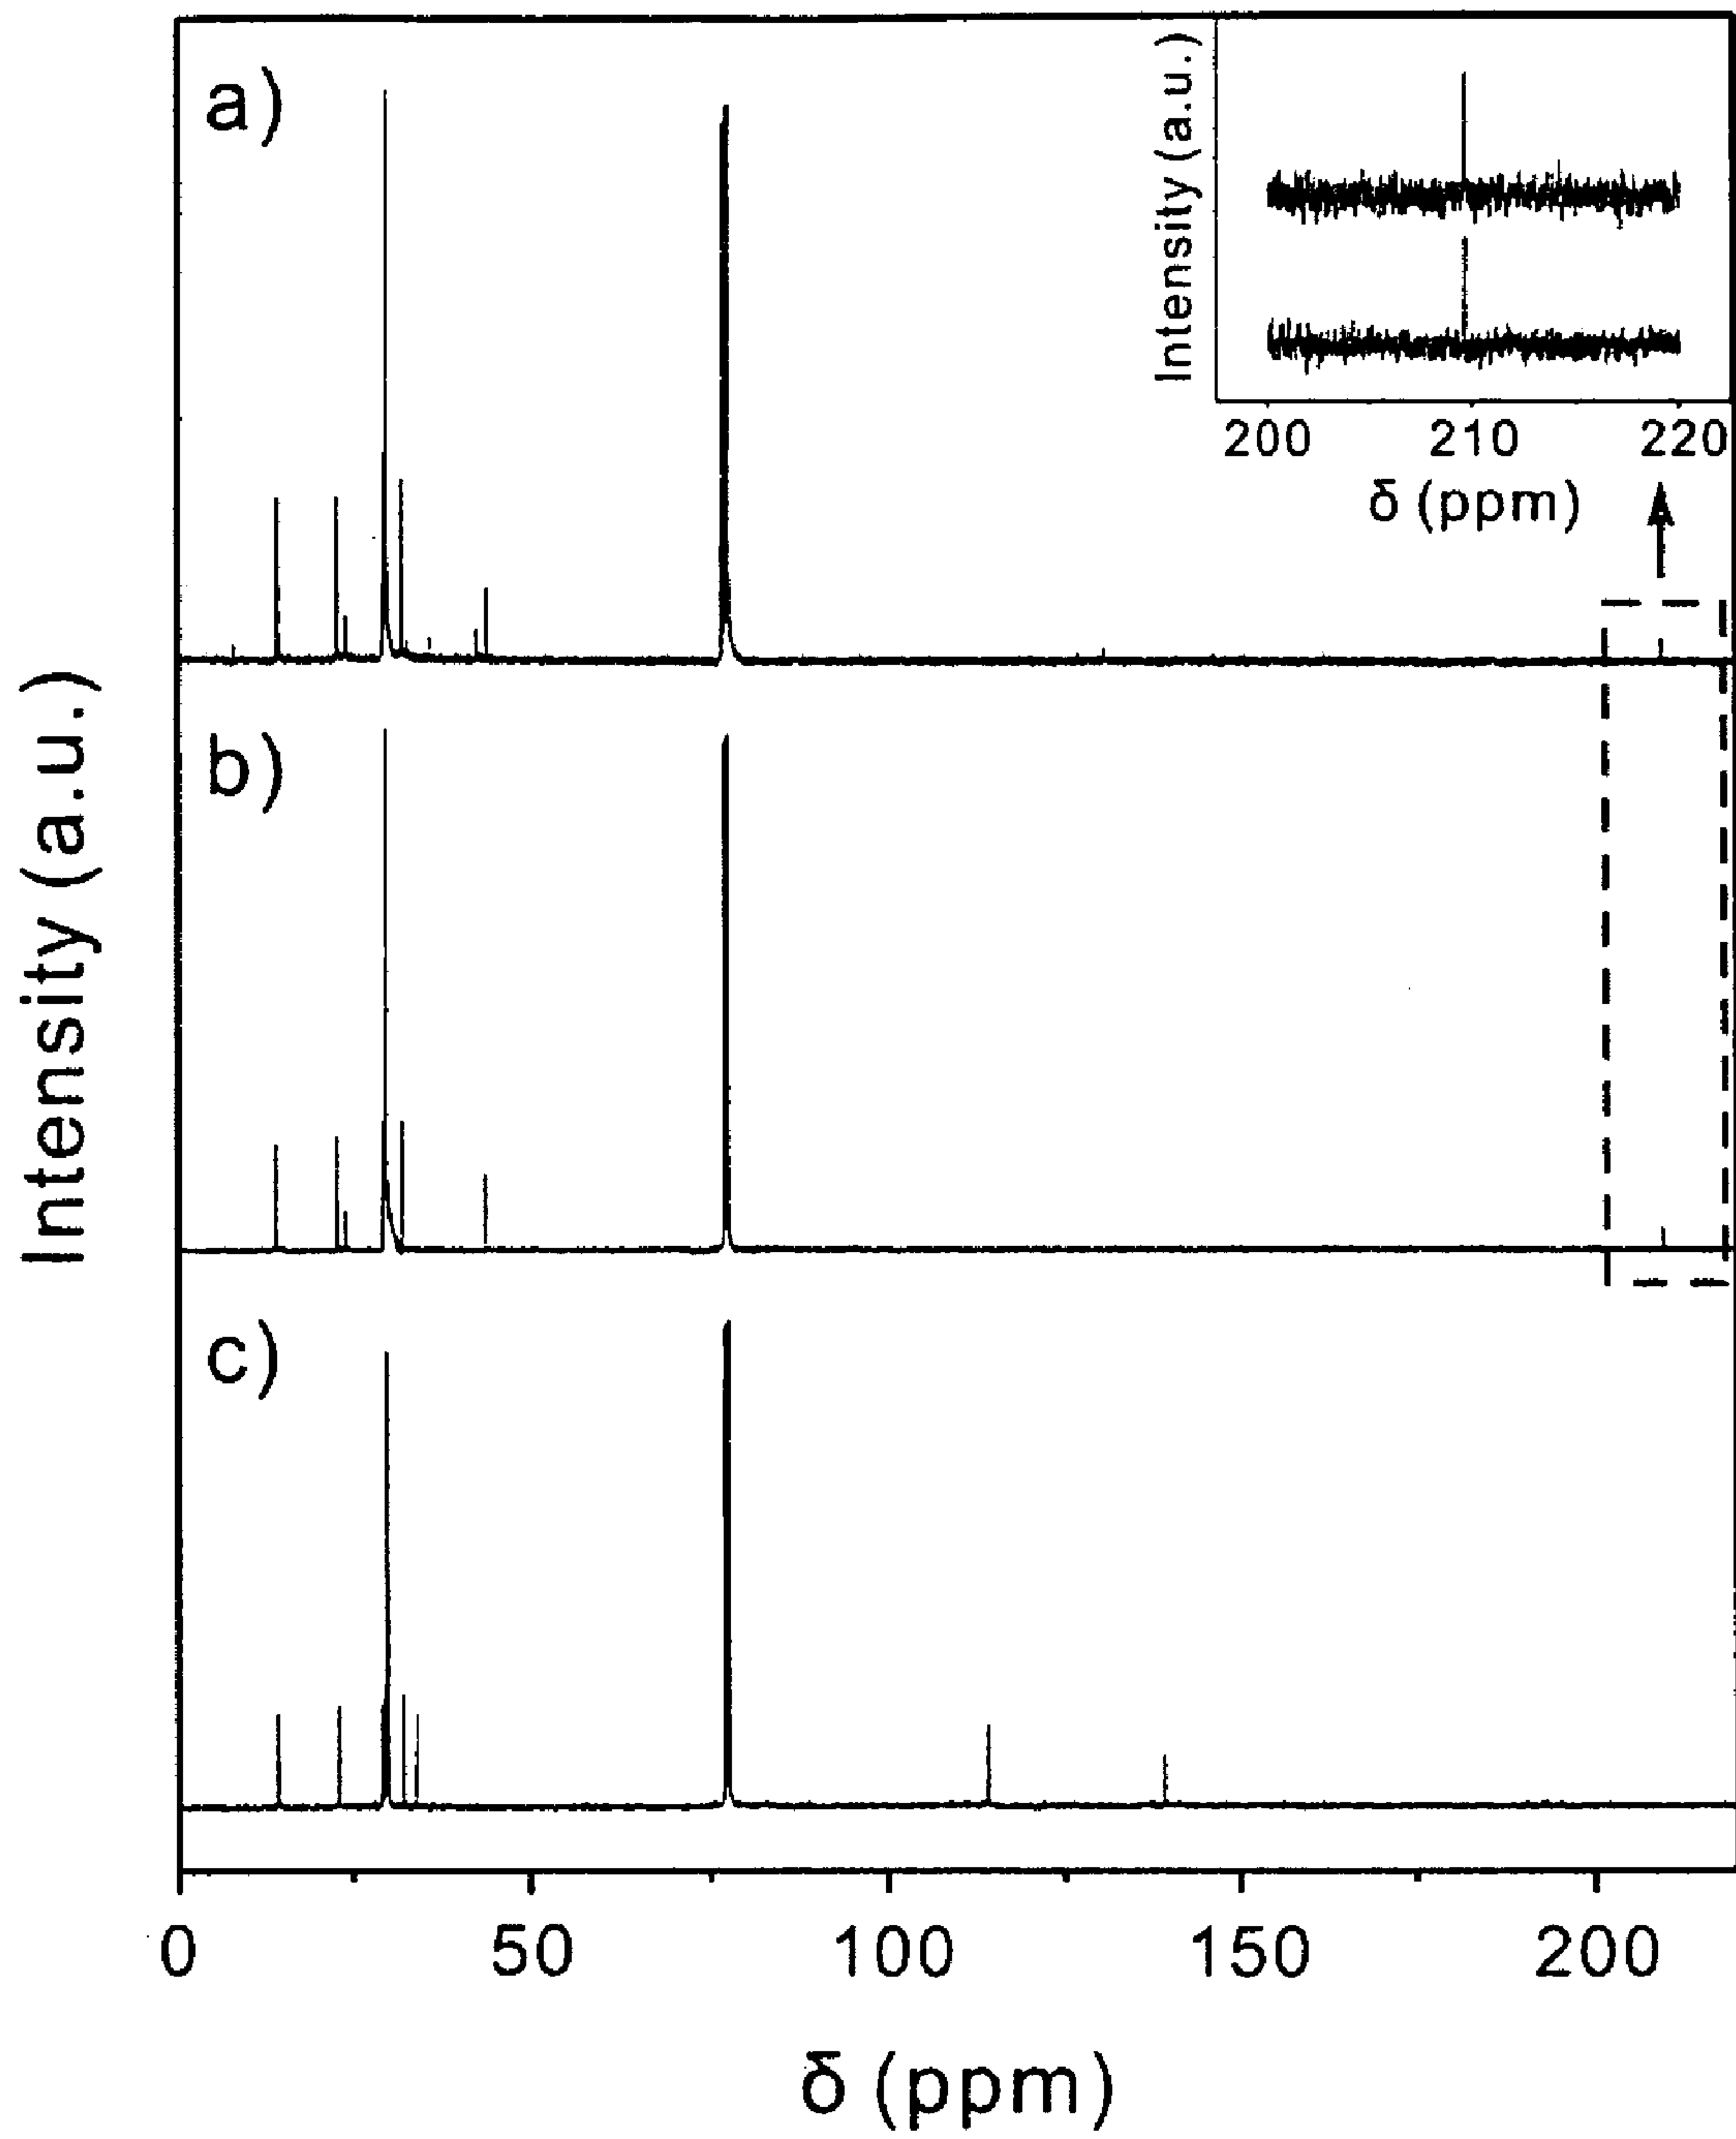 Intensity (a.u.)
a)
b)
c)
Intensity (a.u.)
200 210 220
δ (ppm)
0 50 100 150 200
δ (ppm)